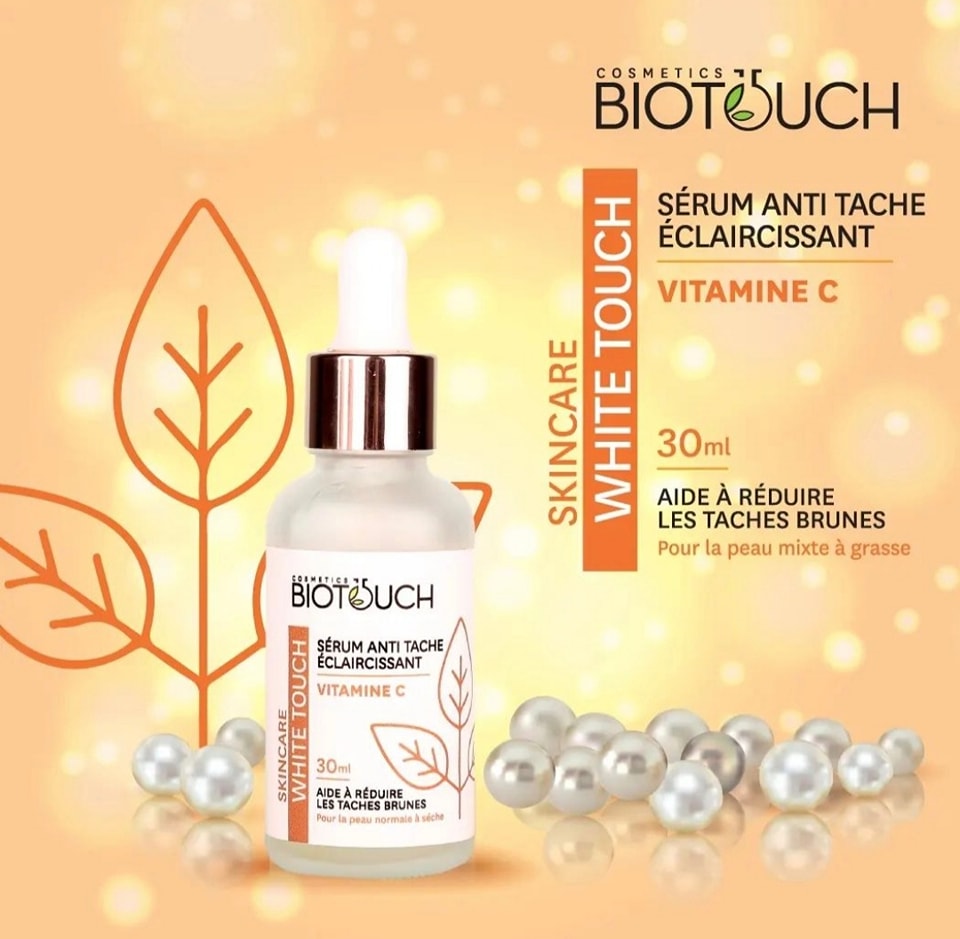 COSMETICS
BIOTOUCH
SKINCARE
WHITE TOUCH
SÉRUM ANTI TACHE
ÉCLAIRCISSANT
VITAMINE C
30ml
AIDE À RÉDUIRE
LES TACHES BRUNES
Pour la peau mixte à grasse
COSMETICS
BIOTOUCH
SKINCARE
WHITE TOUCH
SÉRUM ANTI TACHE
ÉCLAIRCISSANT
VITAMINE C
30ml
AIDE À RÉDUIRE
LES TACHES BRUNES
Pour la peau normale à séche